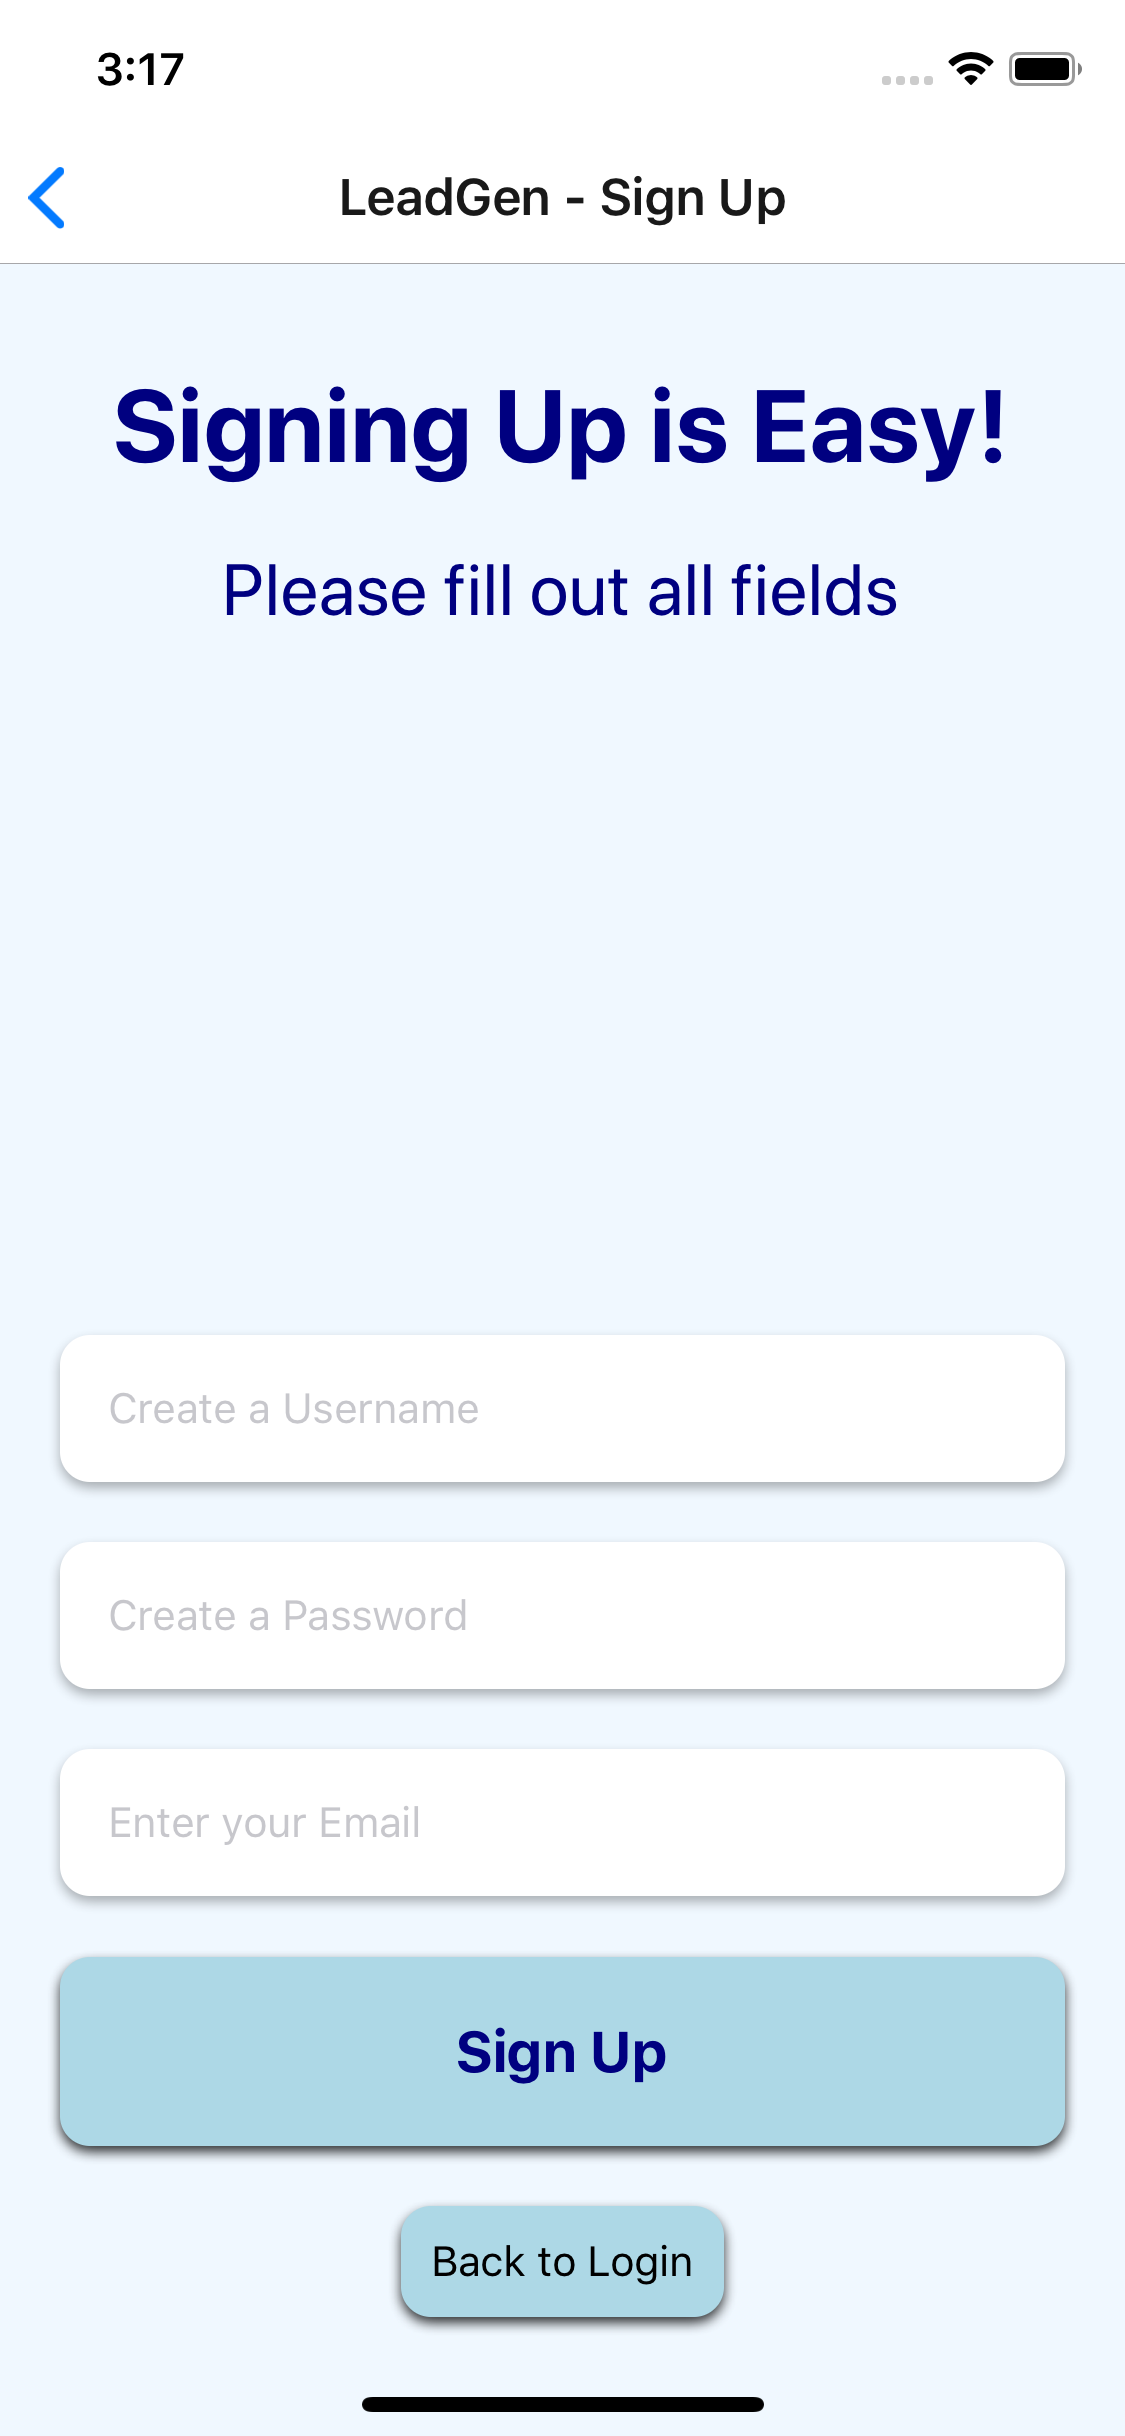 3:17
LeadGen - Sign Up
Signing Up is Easy!
Please fill out all fields
Create a Username
Create a Password
Enter your Email
Sign Up
Back to Login